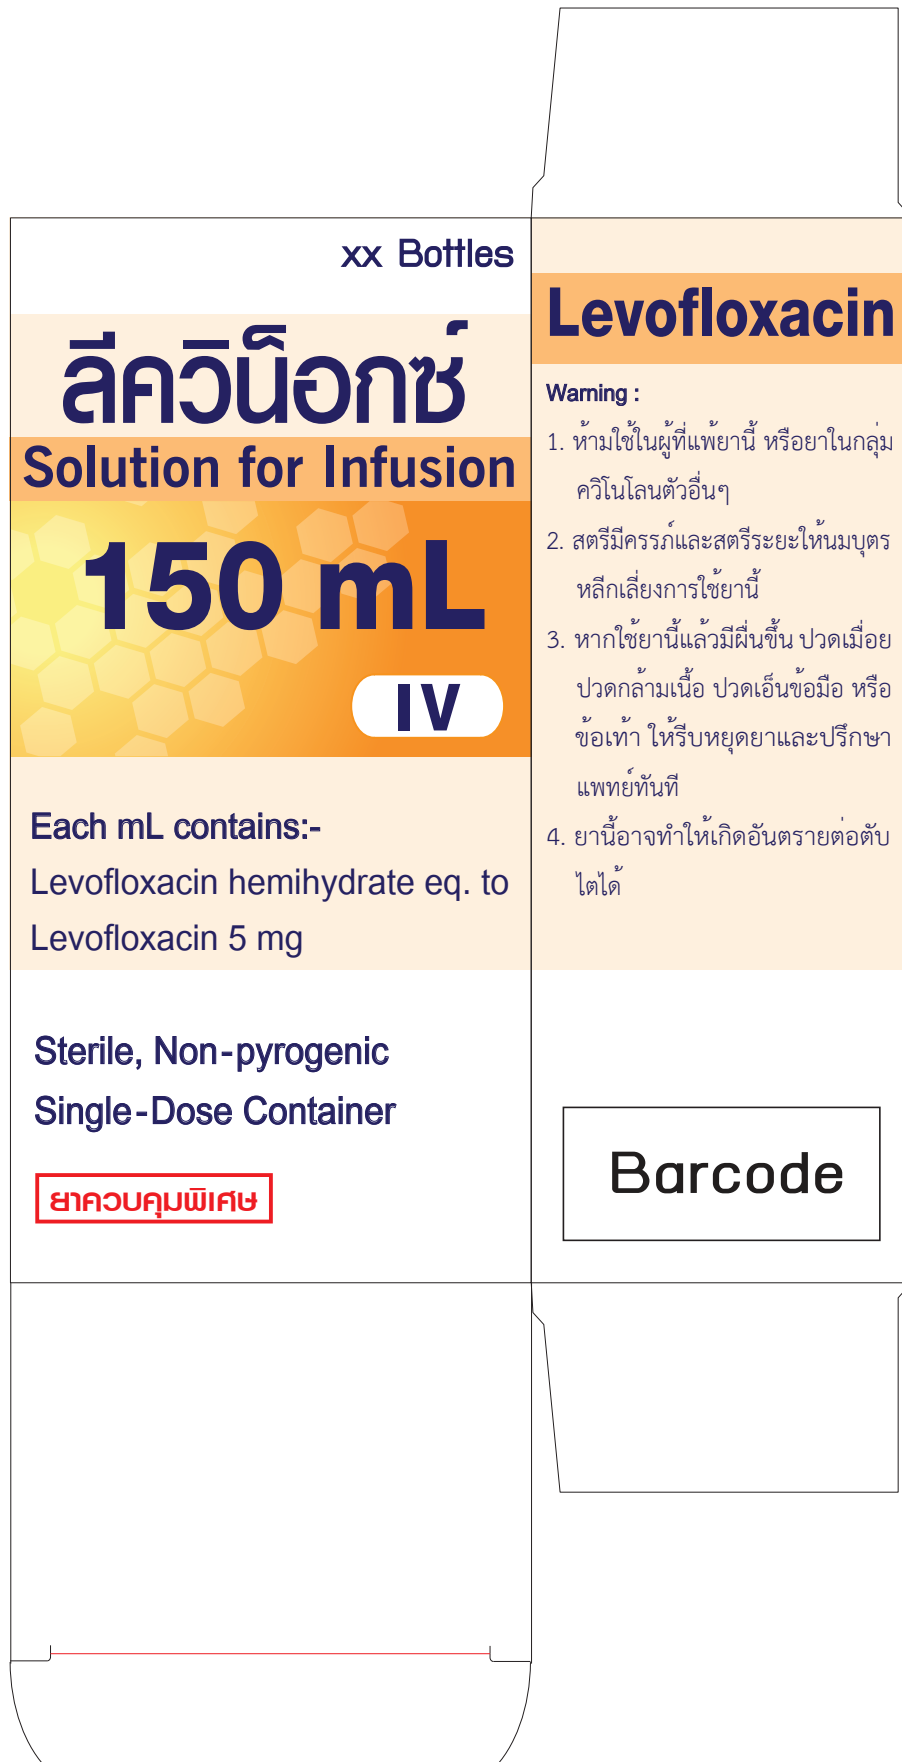 xx Bottles
ลีควิน็อกซ์
Solution for Infusion
150 mL
IV
Each mL contains:-
Levofloxacin hemihydrate eq. to
Levofloxacin 5 mg
Sterile, Non-pyrogenic
Single-Dose Container
ยาควบคุมพิเศษ
Levofloxacin
Warning :
1. ห้ามใช้ในผู้ที่แพ้ยานี้ หรือยาในกลุ่ม
ควิโนโลนตัวอื่นๆ
2. สตรีมีครรภ์และสตรีระยะให้นมบุตร
หลีกเลี่ยงการใช้ยานี้
3. หากใช้ยานี้แล้วมีผื่นขึ้น ปวดเมื่อย
ปวดกล้ามเนื้อ ปวดเอ็นข้อมือ หรือ
ข้อเท้า ให้รีบหยุดยาและปรึกษา
แพทย์ทันที
4. ยานี้อาจทำให้เกิดอันตรายต่อตับ
ไตได้
Barcode